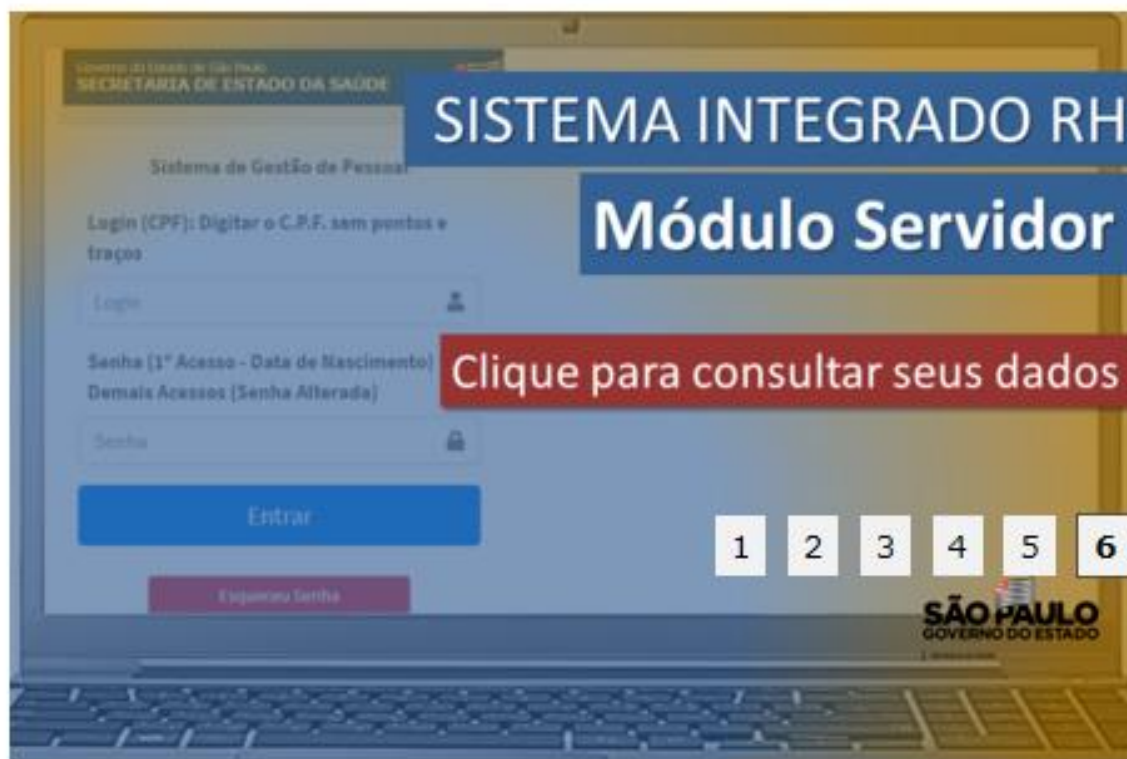 Governo do Estado de São Paulo
SECRETARIA DE ESTADO DA SAÚDE
SISTEMA INTEGRADO RH
Sistema de Gestão de Pessoal
Módulo Servidor
Login (CPF): Digitar o C.P.F. sem pontos e
traços
Login
Senha (1º Acesso - Data de Nascimento)
Demais Acessos (Senha Alterada)
Clique para consultar seus dados
Senha
Entrar
1 2 3 4 5 6
Esqueceu Senha
SÃO PAULO
GOVERNO DO ESTADO